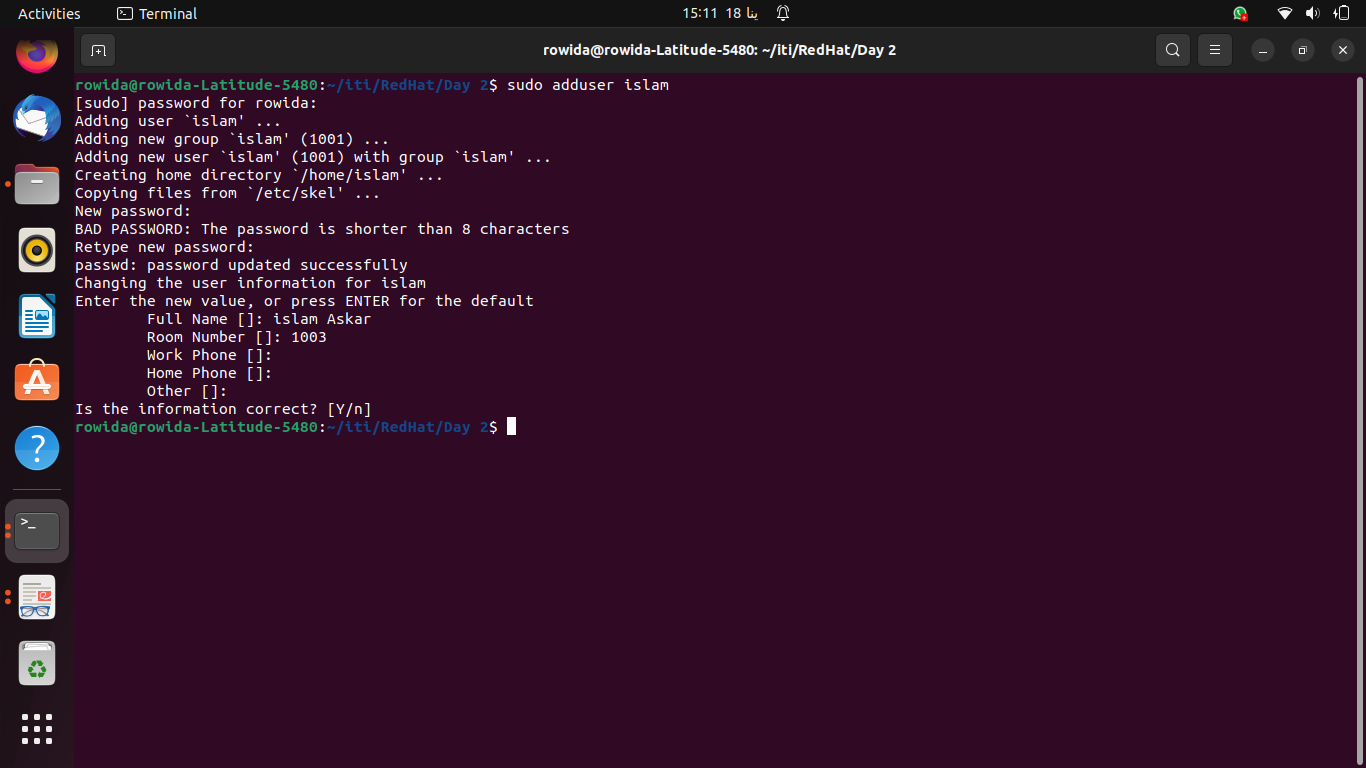 Activities
Terminal
15:11 18 ينا
rowida@rowida-Latitude-5480: ~/iti/RedHat/Day 2
rowida@rowida-Latitude-5480:~/iti/RedHat/Day 2$ sudo adduser islam
[sudo] password for rowida:
Adding user `islam' ...
Adding new group `islam' (1001) ...
Adding new user `islam' (1001) with group `islam' ...
Creating home directory `/home/islam' ...
Copying files from `/etc/skel' ...
New password:
BAD PASSWORD: The password is shorter than 8 characters
Retype new password:
passwd: password updated successfully
Changing the user information for islam
Enter the new value, or press ENTER for the default
Full Name []: islam Askar
Room Number []: 1003
Work Phone []:
Home Phone []:
Other []:
Is the information correct? [Y/n]
rowida@rowida-Latitude-5480:~/iti/RedHat/Day 2$